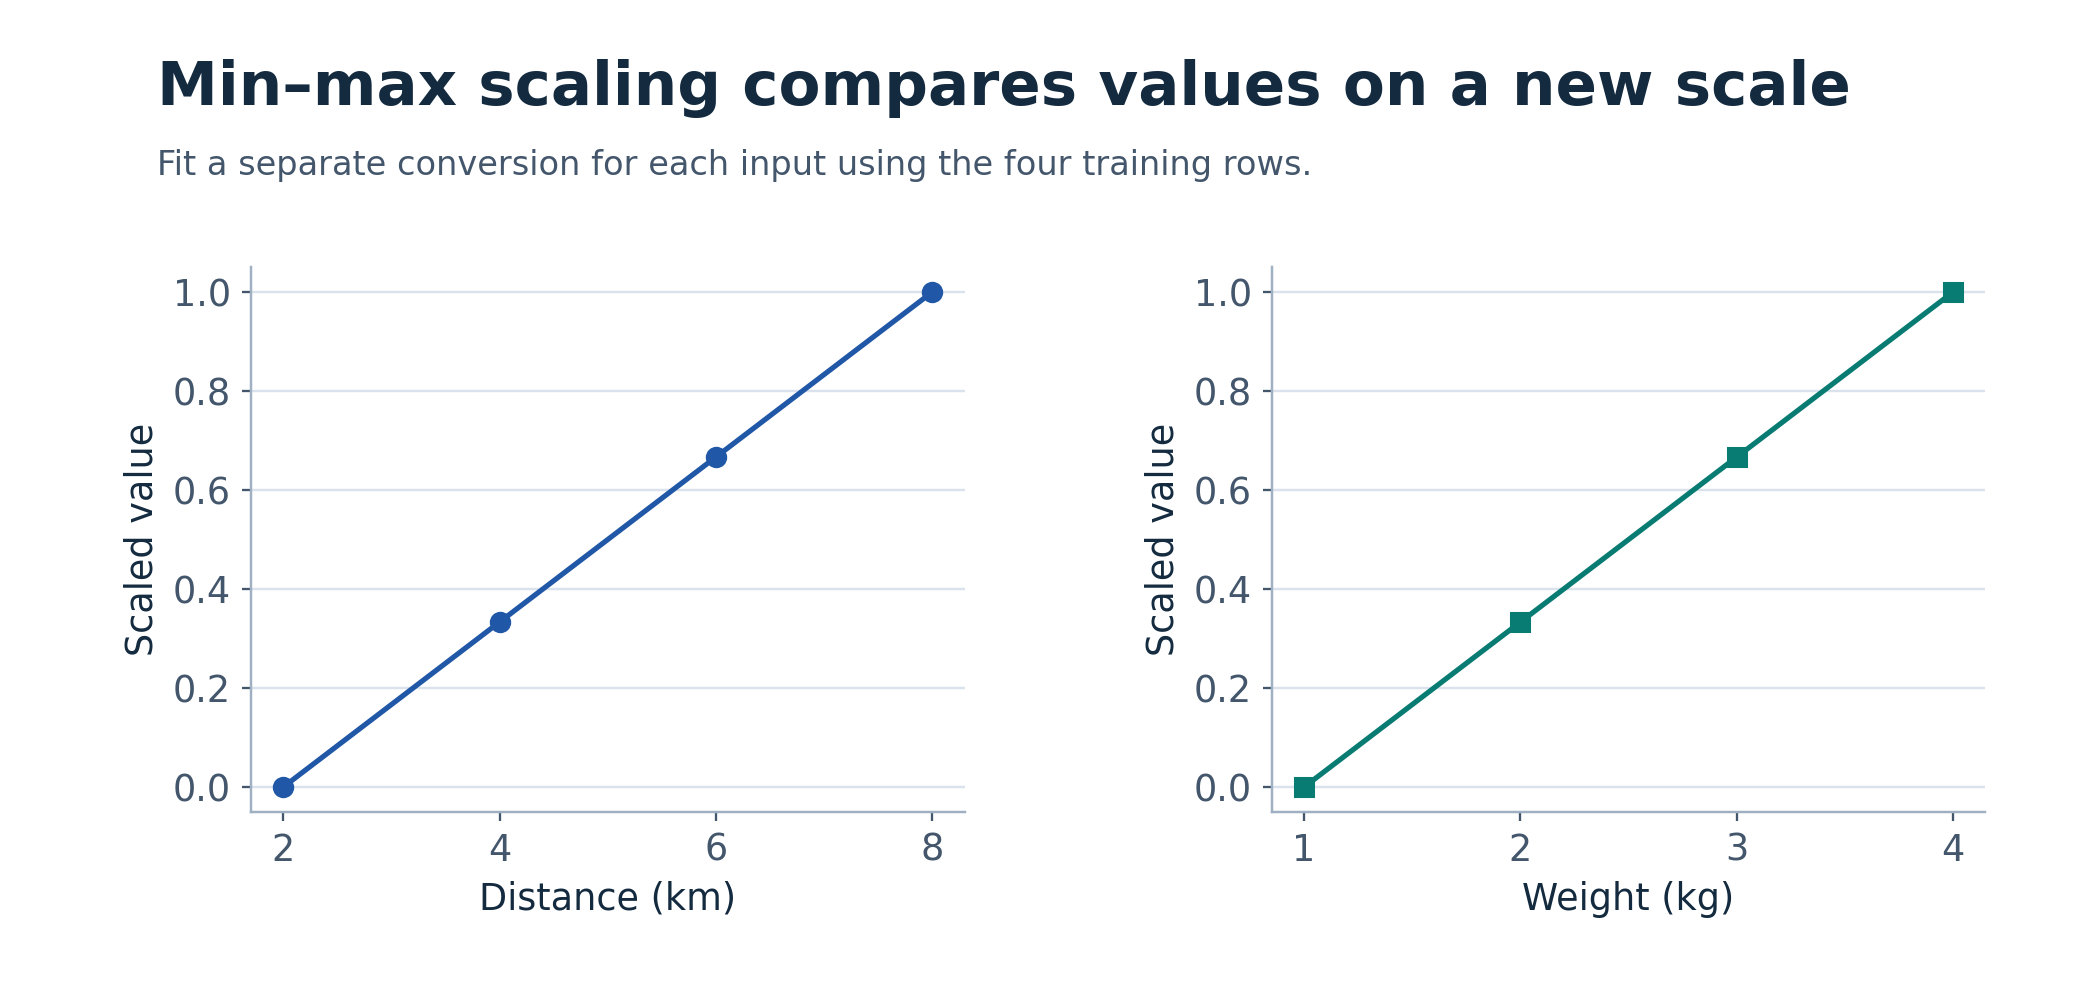 Min–max scaling compares values on a new scale
Fit a separate conversion for each input using the four training rows.
Scaled value
1.0
0.8
0.6
0.4
0.2
0.0
2 4 6 8
Distance (km)
Scaled value
1.0
0.8
0.6
0.4
0.2
0.0
1 2 3 4
Weight (kg)